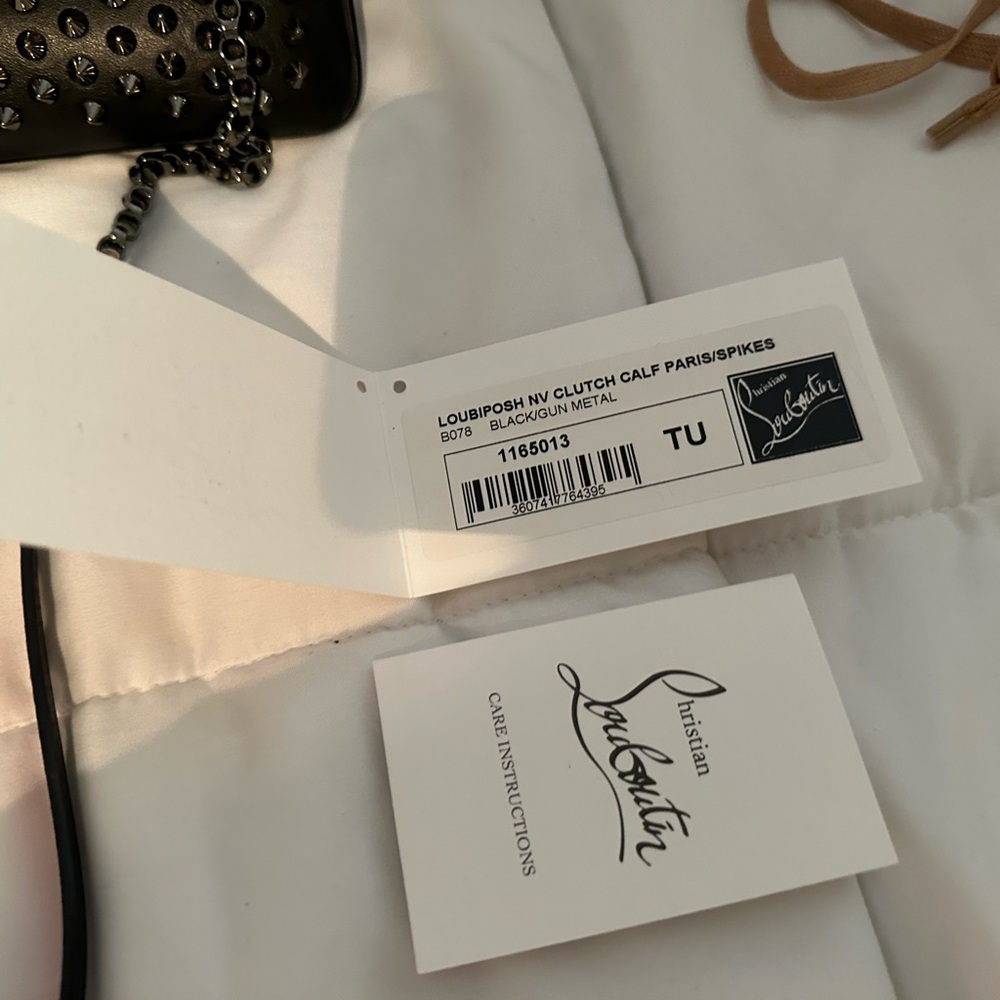 LOUBIPOSH NV CLUTCH CALF PARIS/SPIKES
B078 BLACK/GUN METAL
1165013
TU
3607417764395
Christian
Louboutin
Christian
Louboutin
CARE INSTRUCTIONS